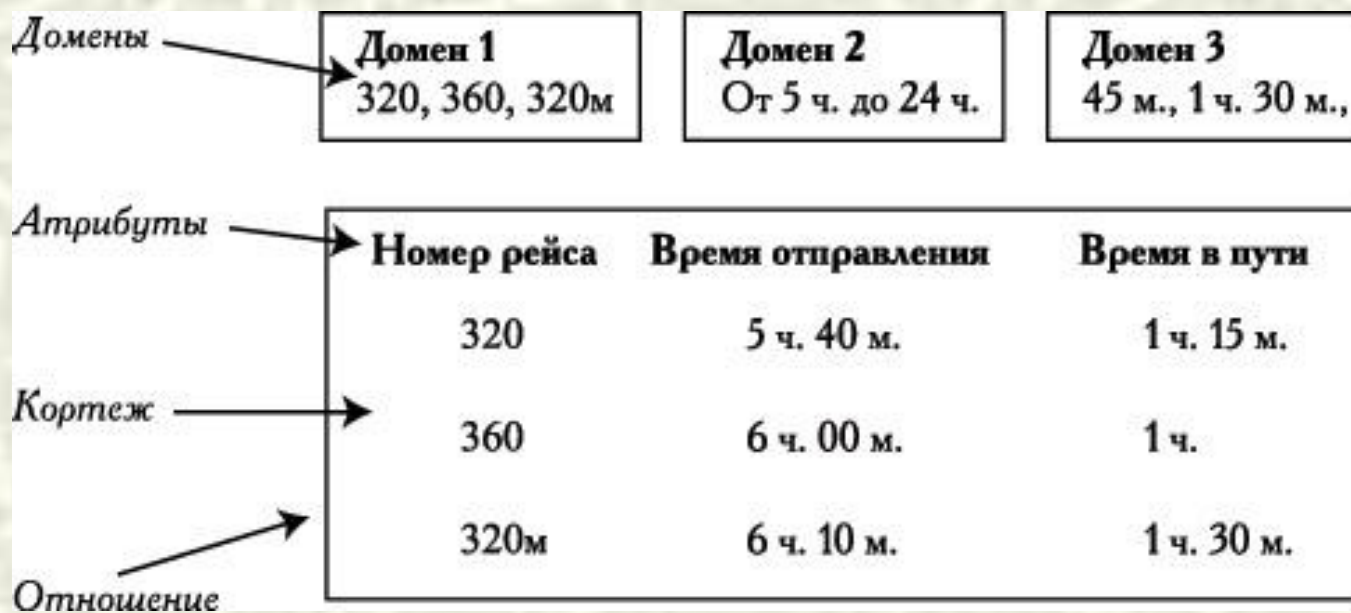 Домены
Домен 1
320, 360, 320м
Домен 2
От 5 ч. до 24 ч.
Домен 3
45 м., 1 ч. 30 м.,
Атрибуты
Номер рейса Время отправления Время в пути
320 5 ч. 40 м. 1 ч. 15 м.
Кортеж
360 6 ч. 00 м. 1 ч.
320м 6 ч. 10 м. 1 ч. 30 м.
Отношение